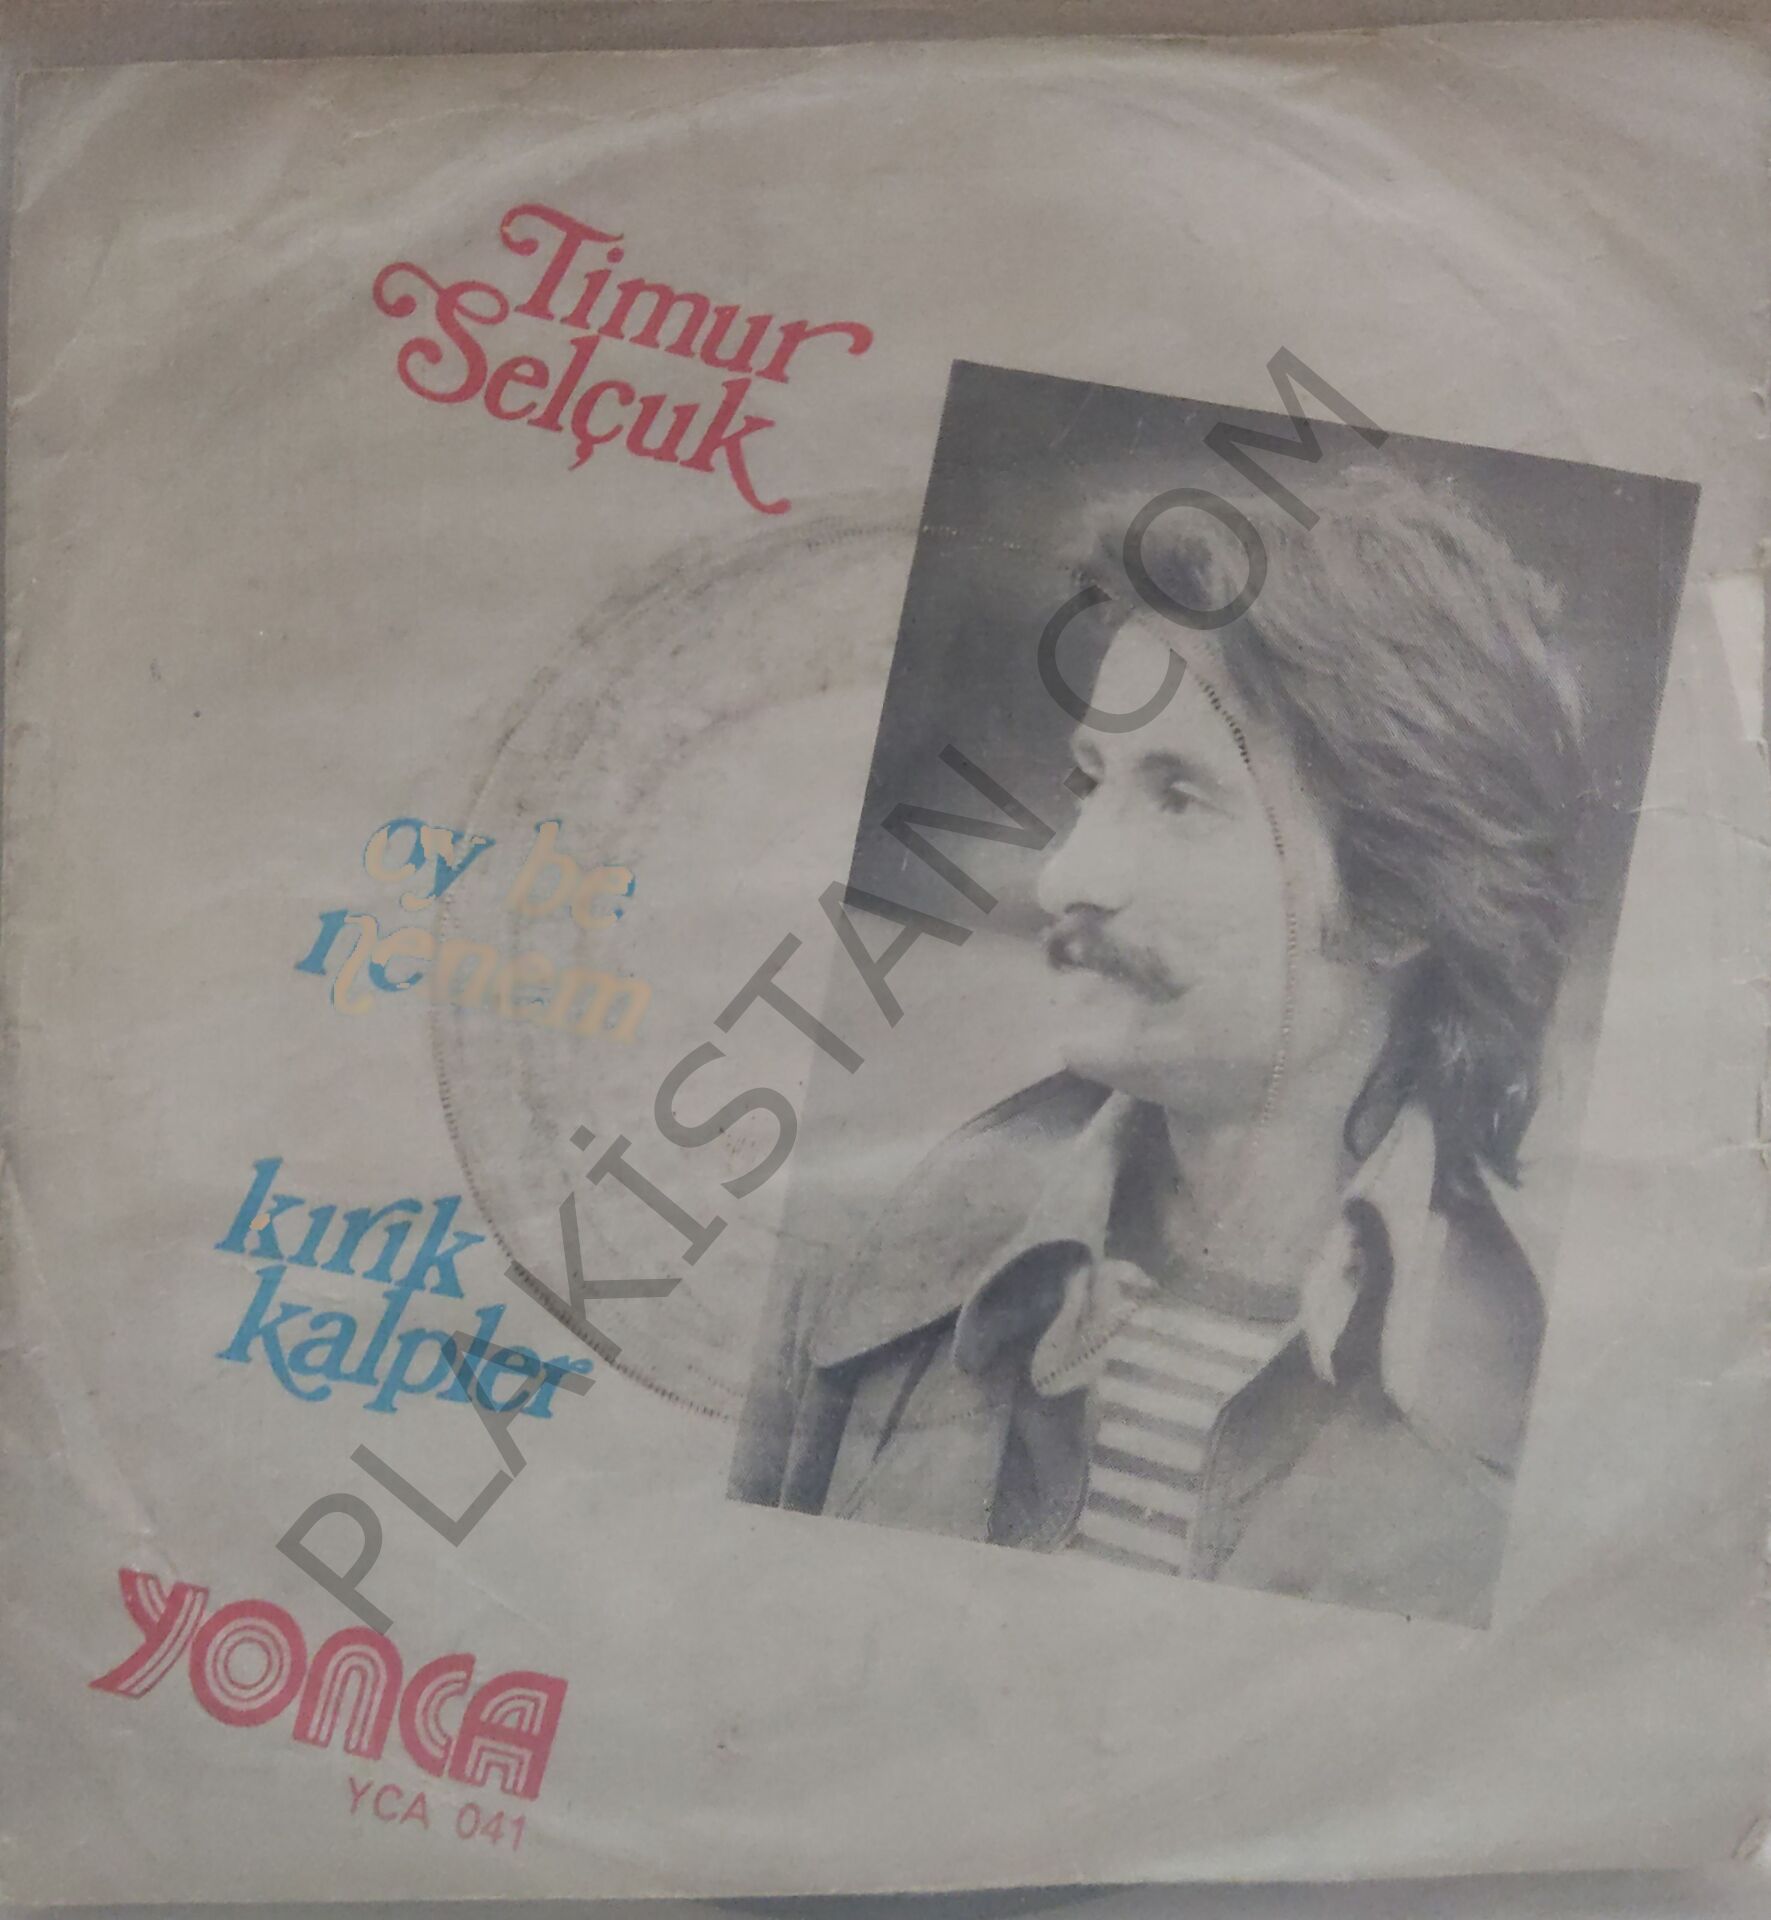 Timur
Selçuk
oy be
nenem
kırık
kalpler
YONCA
YCA 041
PLAKİSTAN.COM